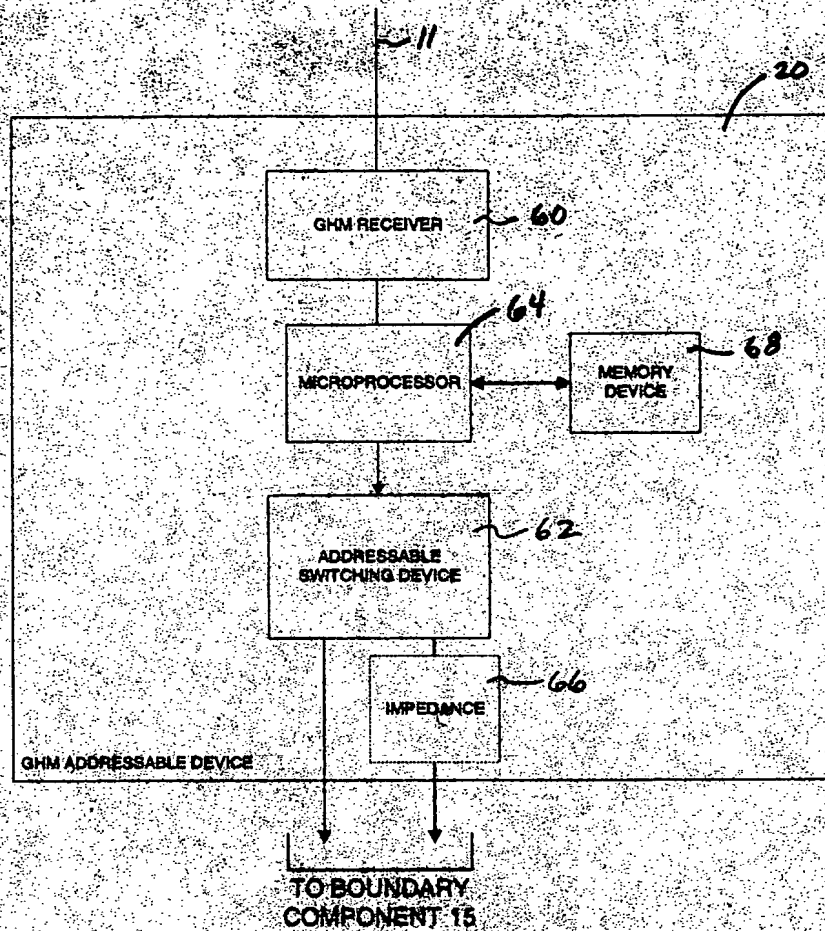 11
20
GHM RECEIVER
60
64
MICROPROCESSOR
68
MEMORY
DEVICE
62
ADDRESSABLE
SWITCHING DEVICE
66
IMPEDANCE
GHM ADDRESSABLE DEVICE
TO BOUNDARY
COMPONENT 15